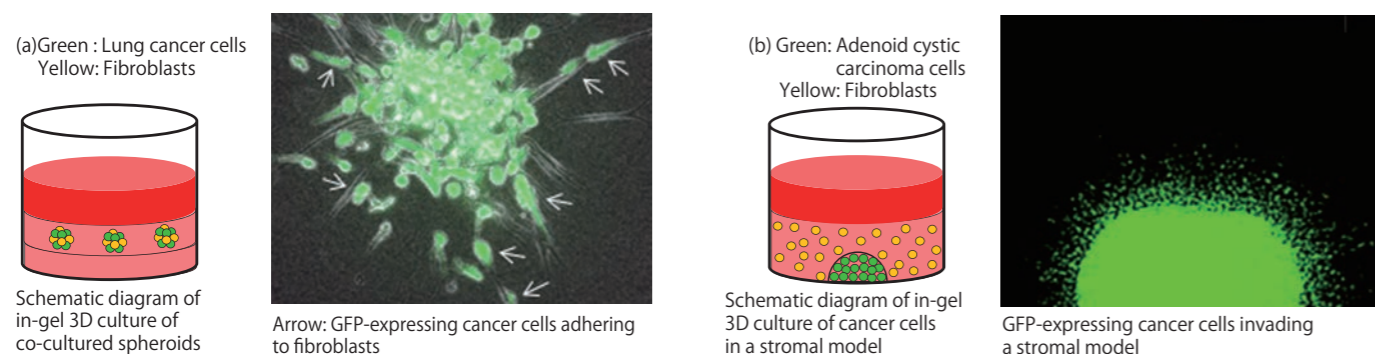 (a)Green : Lung cancer cells
Yellow: Fibroblasts
Schematic diagram of
in-gel 3D culture of
co-cultured spheroids
Arrow: GFP-expressing cancer cells adhering
to fibroblasts
(b) Green: Adenoid cystic
carcinoma cells
Yellow: Fibroblasts
Schematic diagram of in-gel
3D culture of cancer cells
in a stromal model
GFP-expressing cancer cells invading
a stromal model